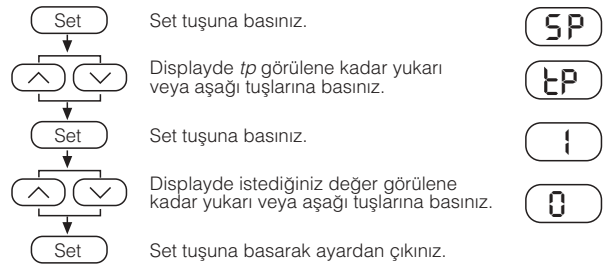 Set
Set tuşuna basınız.
SP
Displayde tp görülene kadar yukarı
veya aşağı tuşlarına basınız.
tP
Set
Set tuşuna basınız.
1
Displayde istediğiniz değer görülene
kadar yukarı veya aşağı tuşlarına basınız.
0
Set
Set tuşuna basarak ayardan çıkınız.